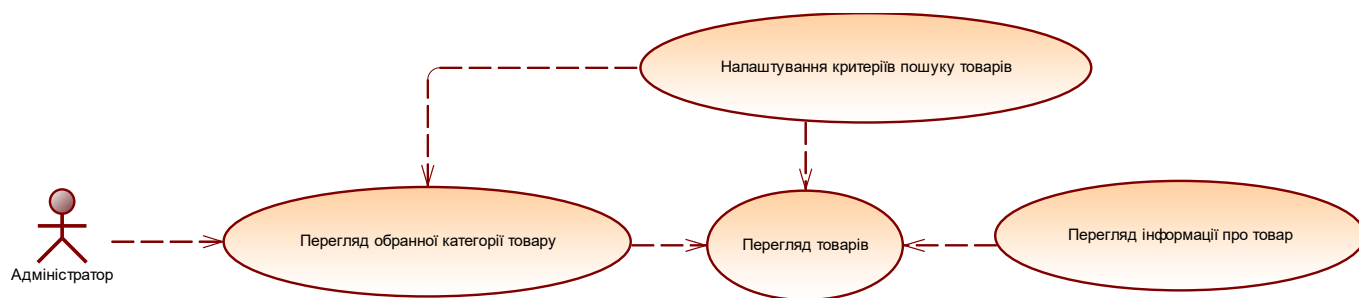 Налаштування критеріїв пошуку товарів
Перегляд обранної категорії товару
Перегляд товарів
Перегляд інформації про товар
Адміністратор